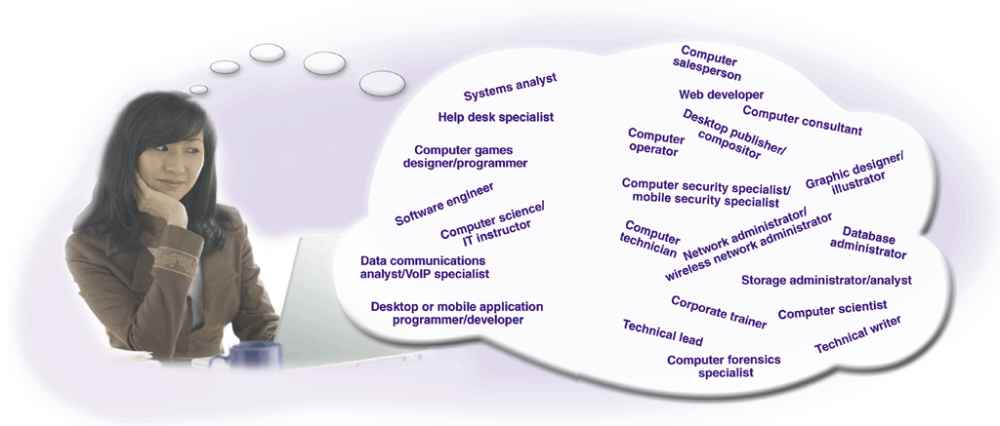 Systems analyst
Help desk specialist
Computer games
designer/programmer
Software engineer
Computer science/
IT instructor
Data communications
analyst/VoIP specialist
Desktop or mobile application
programmer/developer
Computer
salesperson
Web developer
Computer consultant
Desktop publisher/
compositor
Computer
operator
Graphic designer/
illustrator
Computer security specialist/
mobile security specialist
Computer
technician
Network administrator/
wireless network administrator
Database
administrator
Storage administrator/analyst
Corporate trainer
Computer scientist
Technical lead
Technical writer
Computer forensics
specialist